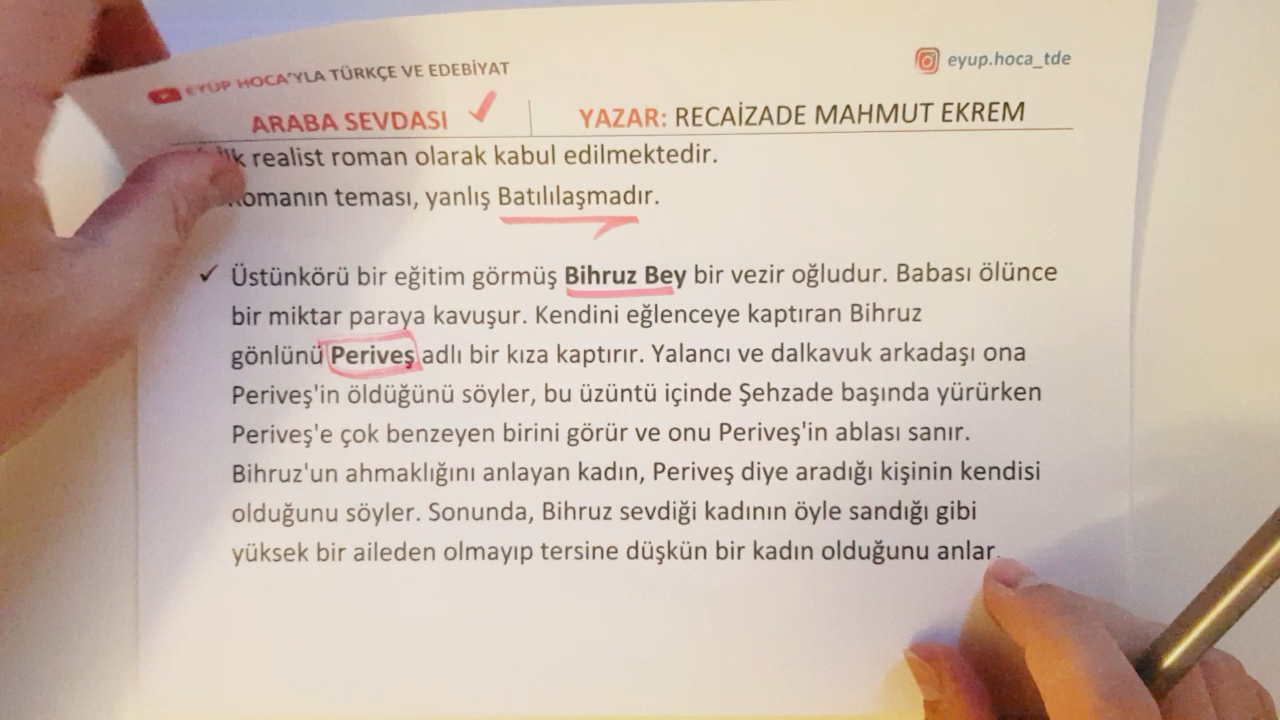 EYÜP HOCA'YLA TÜRKÇE VE EDEBİYAT
eyup.hoca_tde
ARABA SEVDASI
YAZAR: RECAİZADE MAHMUT EKREM
realist roman olarak kabul edilmektedir.
teması, yanlış Batılılaşmadır.
✓ Üstünkörü bir eğitim görmüş Bihruz Bey bir vezir oğludur. Babası ölünce
bir miktar paraya kavuşur. Kendini eğlenceye kaptıran Bihruz
gönlünü Periveş adlı bir kıza kaptırır. Yalancı ve dalkavuk arkadaşı ona
Periveş'in öldüğünü söyler, bu üzüntü içinde Şehzade başında yürürken
Periveş'e çok benzeyen birini görür ve onu Periveş'in ablası sanır.
Bihruz'un ahmaklığını anlayan kadın, Periveş diye aradığı kişinin kendisi
olduğunu söyler. Sonunda, Bihruz sevdiği kadının öyle sandığı gibi
yüksek bir aileden olmayıp tersine düşkün bir kadın olduğunu anlar.